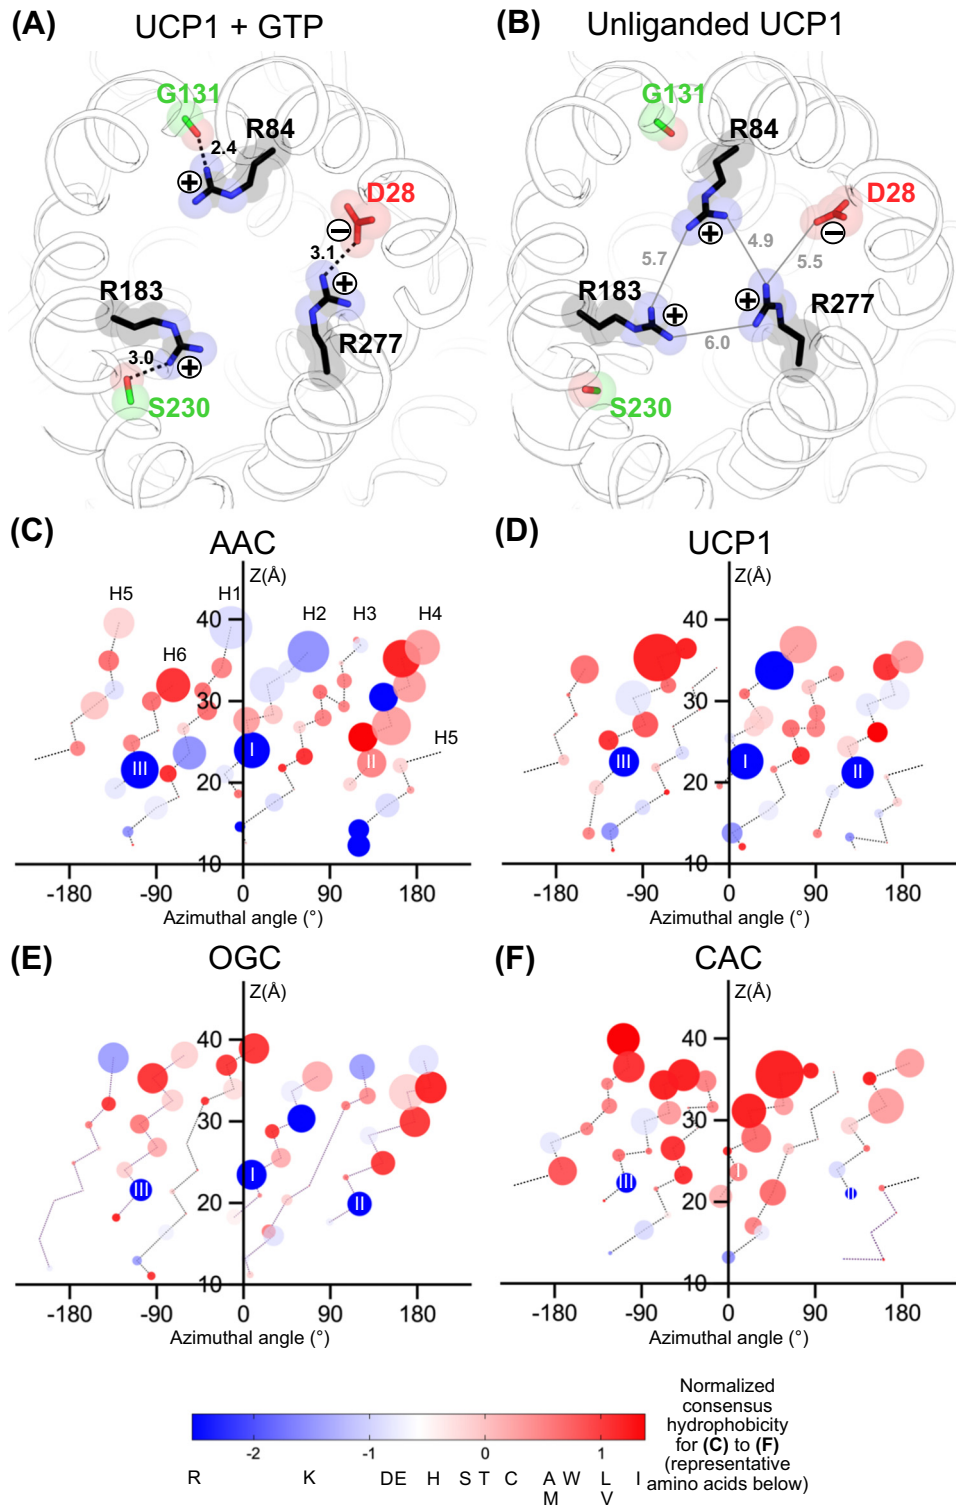 (A) UCP1 + GTP
G131
R84
2.4
+
D28
−
3.1
+
R183
R277
3.0
+
S230
(B) Unliganded UCP1
G131
R84
D28
+
−
5.7
4.9
5.5
R183
+
+
R277
6.0
S230
(C) AAC
Z(Å)
H5
H6
H1
H2
H3
H4
H5
III
I
II
40
30
20
10
-180 -90 0 90 180
Azimuthal angle (°)
(D) UCP1
Z(Å)
III
I
II
40
30
20
10
-180 -90 0 90 180
Azimuthal angle (°)
(E) OGC
Z(Å)
III
I
II
40
30
20
10
-180 -90 0 90 180
Azimuthal angle (°)
(F) CAC
Z(Å)
III
I
II
40
30
20
10
-180 -90 0 90 180
Azimuthal angle (°)
-2 -1 0 1
R K D E H S T C A W L I
M V
Normalized
consensus
hydrophobicity
for (C) to (F)
(representative
amino acids below)